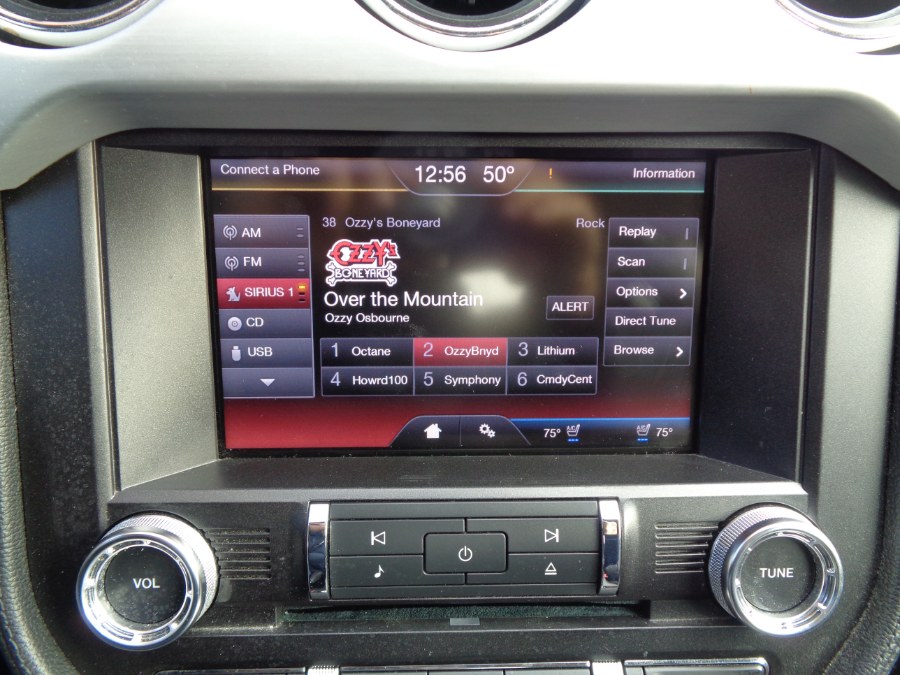 Connect a Phone
12:56 50°
!
Information
AM
FM
SIRIUS 1
CD
USB
38 Ozzy's Boneyard
Rock
OZZY'S
BONEYARD
Over the Mountain
Ozzy Osbourne
ALERT
1 Octane
2 OzzyBnyd
3 Lithium
4 Howrd100
5 Symphony
6 CmdyCent
Replay
Scan
Options
Direct Tune
Browse
75°
75°
VOL
TUNE